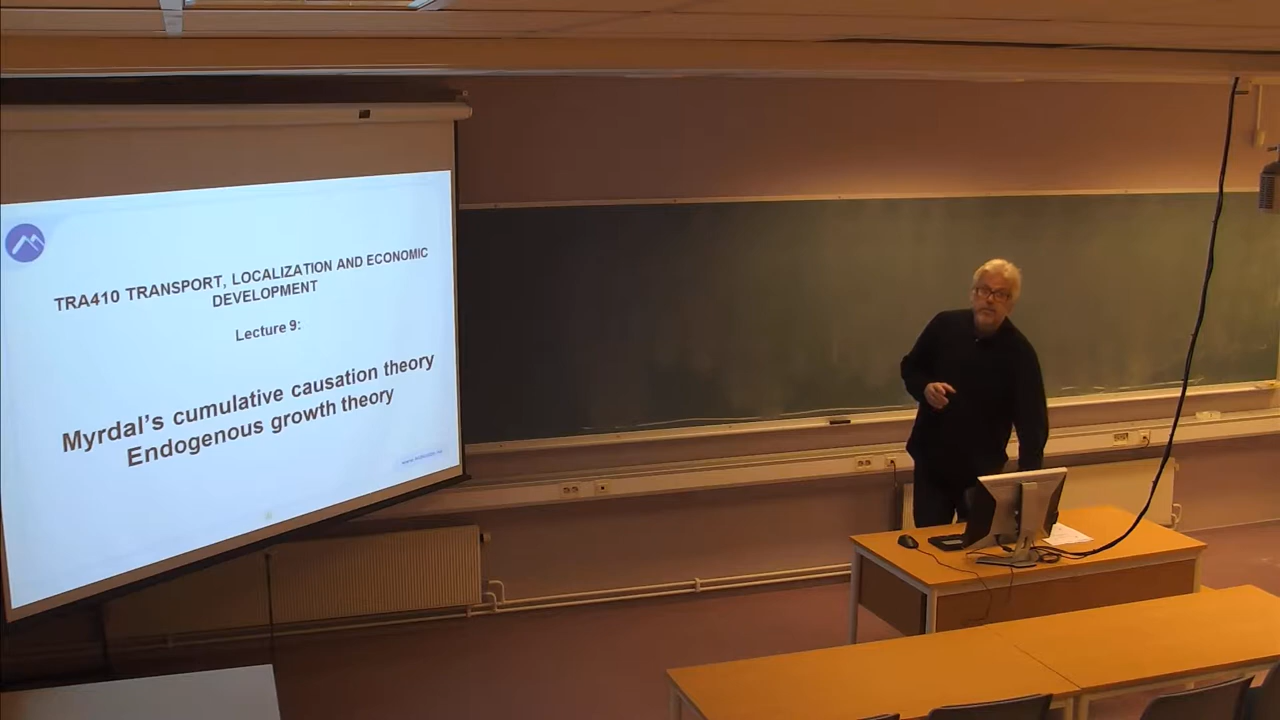 TRA410 TRANSPORT, LOCALIZATION AND ECONOMIC
DEVELOPMENT
Lecture 9:
Myrdal's cumulative causation theory
Endogenous growth theory